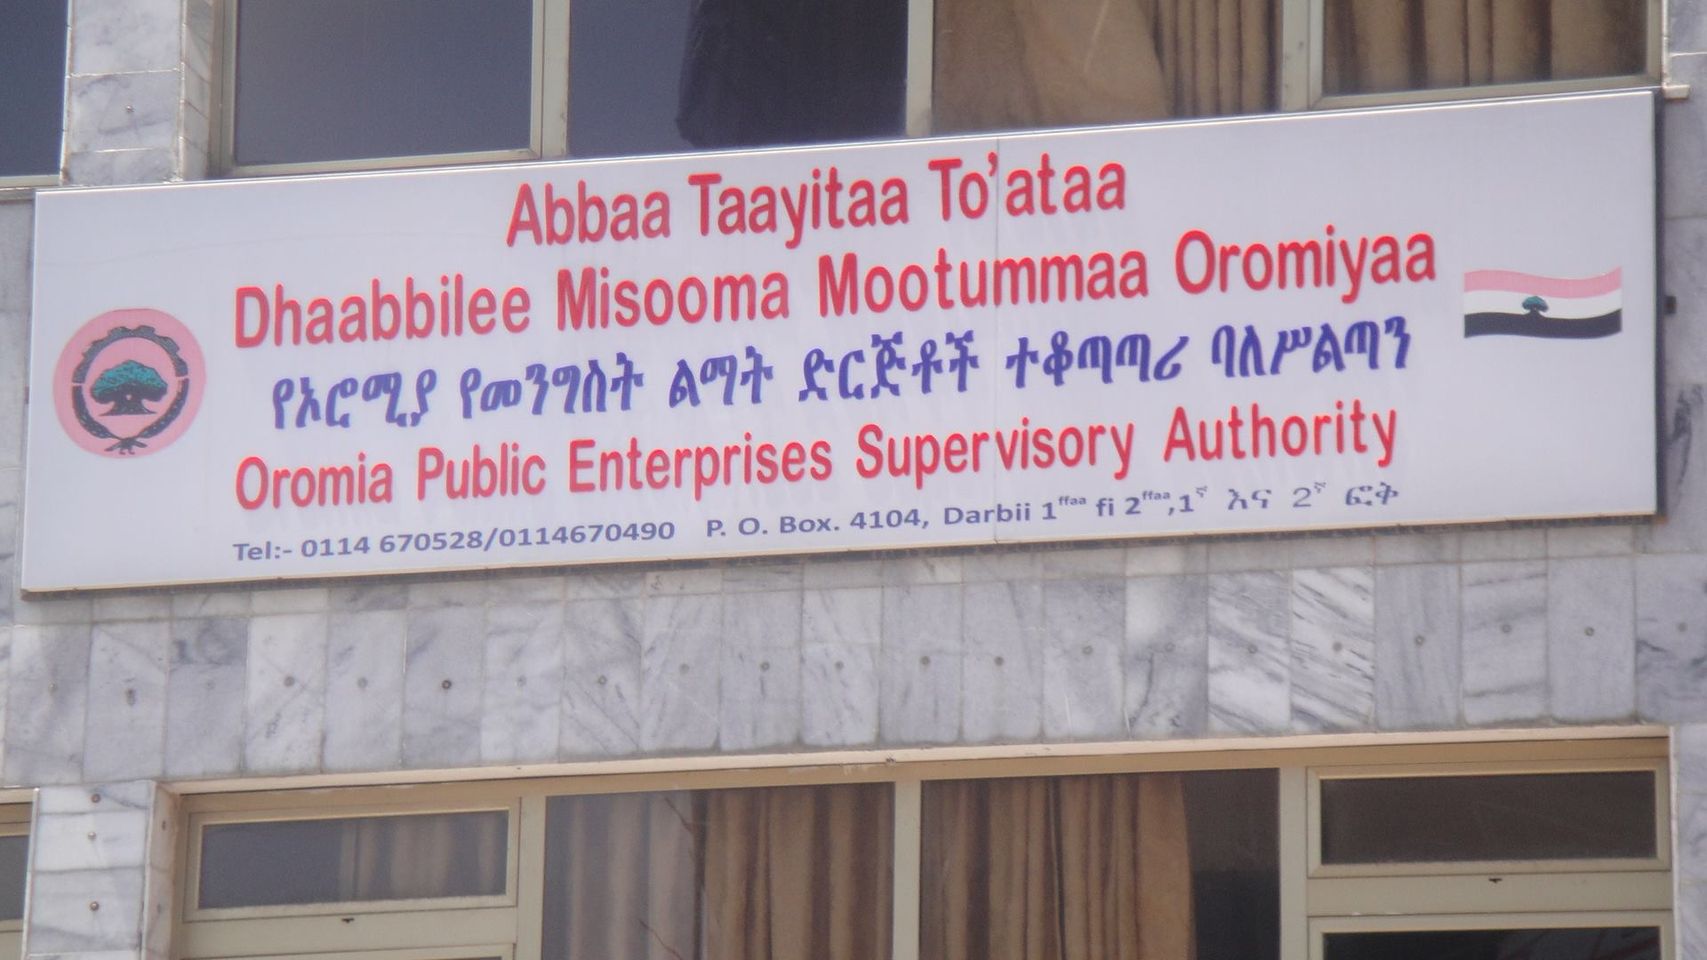 Abbaa Taayitaa To'ataa
Dhaabbilee Misooma Mootummaa Oromiyaa
የኦሮሚያ የመንግስት ልማት ድርጅቶች ተቆጣጣሪ ባለሥልጣን
Oromia Public Enterprises Supervisory Authority
Tel:- 0114 670528/0114670490 P. O. Box. 4104, Darbii 1ffaa fi 2ffaa,1ኛ እና 2ኛ ፎቅ